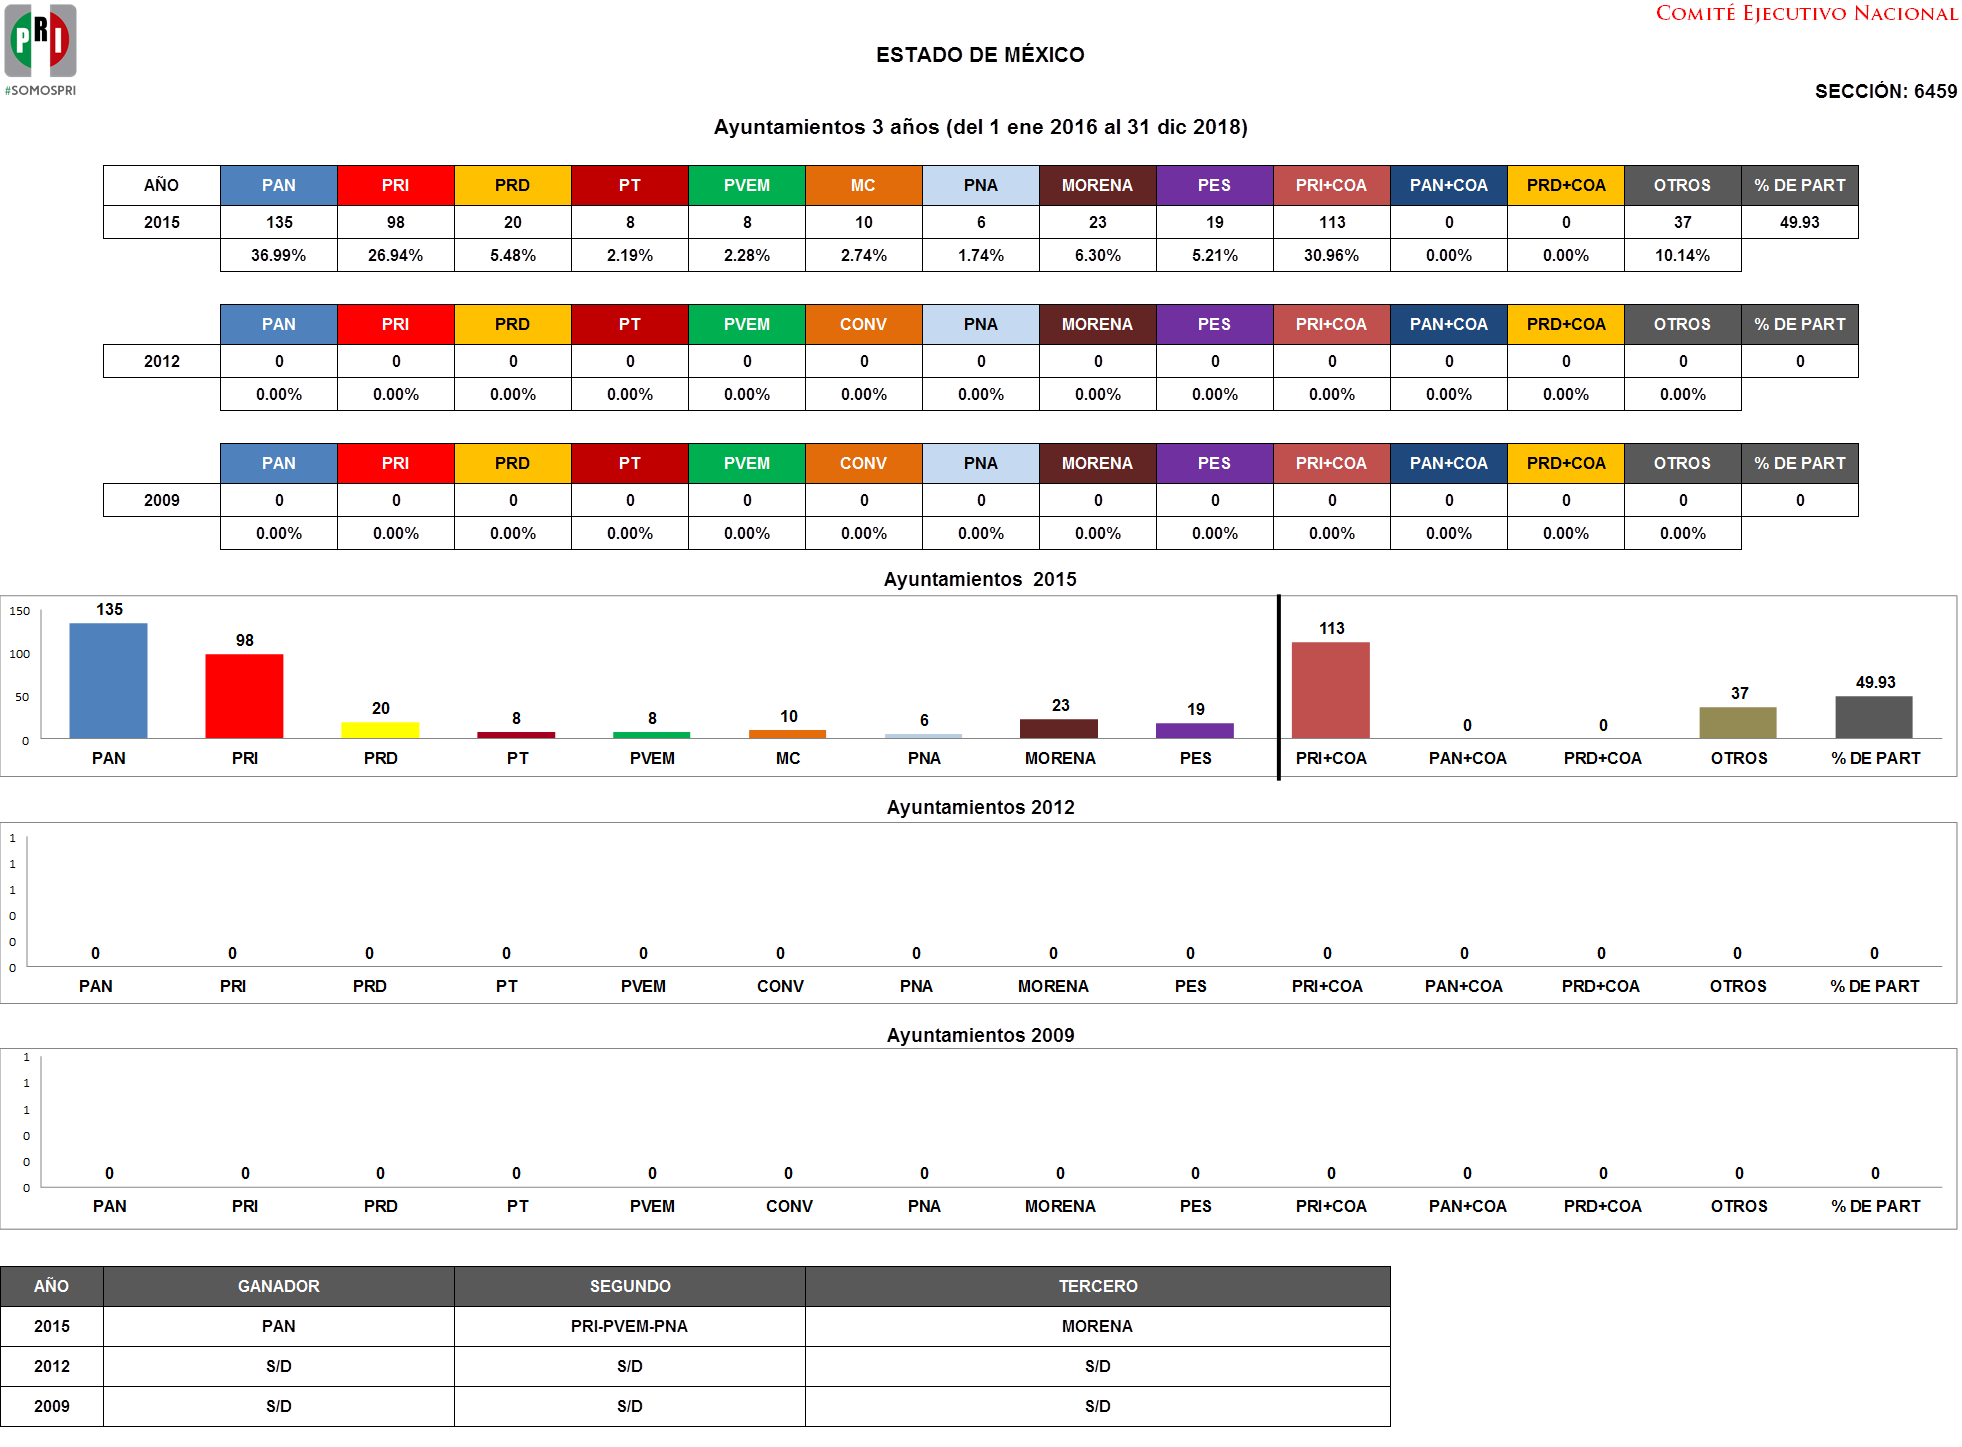 PRI
#SOMOSPRI
COMITÉ EJECUTIVO NACIONAL
ESTADO DE MÉXICO
SECCIÓN: 6459
Ayuntamientos 3 años (del 1 ene 2016 al 31 dic 2018)
AÑO PAN PRI PRD PT PVEM MC PNA MORENA PES PRI+COA PAN+COA PRD+COA OTROS % DE PART
2015 135 98 20 8 8 10 6 23 19 113 0 0 37 49.93
36.99% 26.94% 5.48% 2.19% 2.28% 2.74% 1.74% 6.30% 5.21% 30.96% 0.00% 0.00% 10.14%
PAN PRI PRD PT PVEM CONV PNA MORENA PES PRI+COA PAN+COA PRD+COA OTROS % DE PART
2012 0 0 0 0 0 0 0 0 0 0 0 0 0 0
0.00% 0.00% 0.00% 0.00% 0.00% 0.00% 0.00% 0.00% 0.00% 0.00% 0.00% 0.00% 0.00%
PAN PRI PRD PT PVEM CONV PNA MORENA PES PRI+COA PAN+COA PRD+COA OTROS % DE PART
2009 0 0 0 0 0 0 0 0 0 0 0 0 0 0
0.00% 0.00% 0.00% 0.00% 0.00% 0.00% 0.00% 0.00% 0.00% 0.00% 0.00% 0.00% 0.00%
Ayuntamientos 2015
150
100
50
0
135 98 20 8 8 10 6 23 19 113 0 0 37 49.93
PAN PRI PRD PT PVEM MC PNA MORENA PES PRI+COA PAN+COA PRD+COA OTROS % DE PART
Ayuntamientos 2012
1
1
1
0
0
0
0 0 0 0 0 0 0 0 0 0 0 0 0 0
PAN PRI PRD PT PVEM CONV PNA MORENA PES PRI+COA PAN+COA PRD+COA OTROS % DE PART
Ayuntamientos 2009
1
1
1
0
0
0
0 0 0 0 0 0 0 0 0 0 0 0 0 0
PAN PRI PRD PT PVEM CONV PNA MORENA PES PRI+COA PAN+COA PRD+COA OTROS % DE PART
AÑO GANADOR SEGUNDO TERCERO
2015 PAN PRI-PVEM-PNA MORENA
2012 S/D S/D S/D
2009 S/D S/D S/D